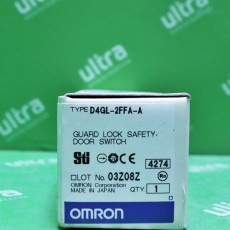 ultra
TYPE D4GL-2FFA-A
GUARD LOCK SAFETY-
DOOR SWITCH
Sti
4274
LOT No. 03Z08Z
OMRON Corporation
MADE IN JAPAN
QTY 1
D
OMRON
ultra